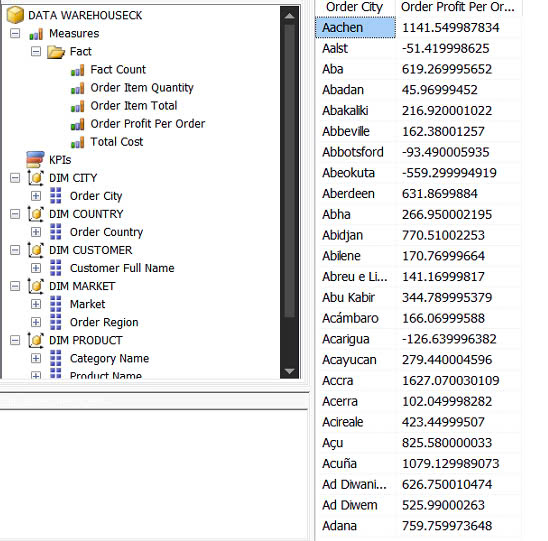 DATA WAREHOUSECK
Measures
Fact
Fact Count
Order Item Quantity
Order Item Total
Order Profit Per Order
Total Cost
KPIs
DIM CITY
Order City
DIM COUNTRY
Order Country
DIM CUSTOMER
Customer Full Name
DIM MARKET
Market
Order Region
DIM PRODUCT
Category Name
Product Name
Order City Order Profit Per Or...
Aachen 1141.549987834
Aalst -51.419998625
Aba 619.269995652
Abadan 45.96999452
Abakaliki 216.920001022
Abbeville 162.38001257
Abbotsford -93.490005935
Abeokuta -559.299994919
Aberdeen 631.8699884
Abha 266.950002195
Abidjan 770.51002253
Abilene 170.76999664
Abreu e Li... 141.16999817
Abu Kabir 344.789995379
Acámbaro 166.06999588
Acarigua -126.639996382
Acayucan 279.440004596
Accra 1627.070030109
Acerra 102.049998282
Acireale 423.44999507
Açu 825.580000033
Acuña 1079.129989073
Ad Diwani... 626.750010474
Ad Diwem 525.99000263
Adana 759.759973648